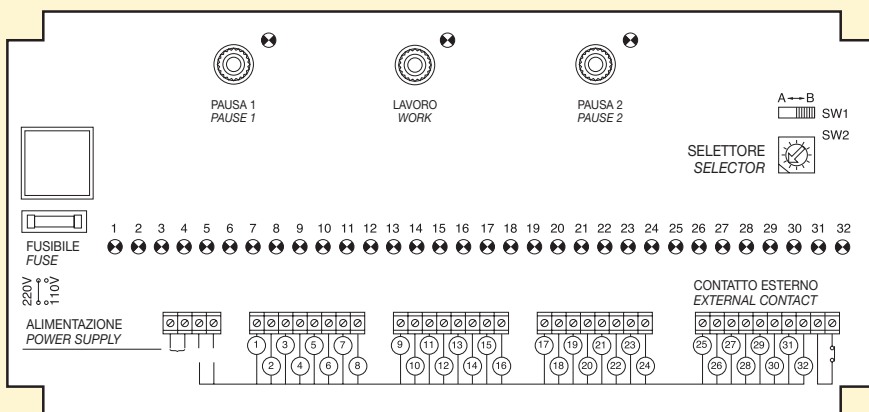 PAUSA 1
PAUSE 1
LAVORO
WORK
PAUSA 2
PAUSE 2
A B
SW1
SW2
SELETTORE
SELECTOR
1 2 3 4 5 6 7 8 9 10 11 12 13 14 15 16 17 18 19 20 21 22 23 24 25 26 27 28 29 30 31 32
FUSIBILE
FUSE
220V
110V
CONTATTO ESTERNO
EXTERNAL CONTACT
ALIMENTAZIONE
POWER SUPPLY
1 3 5 7 9 11 13 15 17 19 21 23 25 27 29 31
2 4 6 8 10 12 14 16 18 20 22 24 26 28 30 32